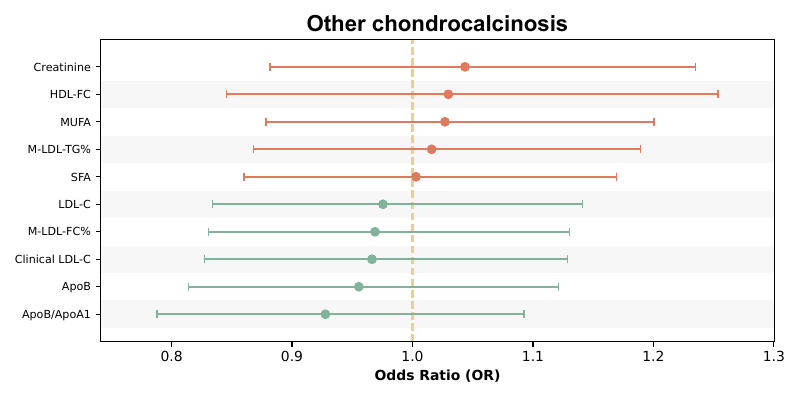 Other chondrocalcinosis
Creatinine
HDL-FC
MUFA
M-LDL-TG%
SFA
LDL-C
M-LDL-FC%
Clinical LDL-C
ApoB
ApoB/ApoA1
0.8 0.9 1.0 1.1 1.2 1.3
Odds Ratio (OR)